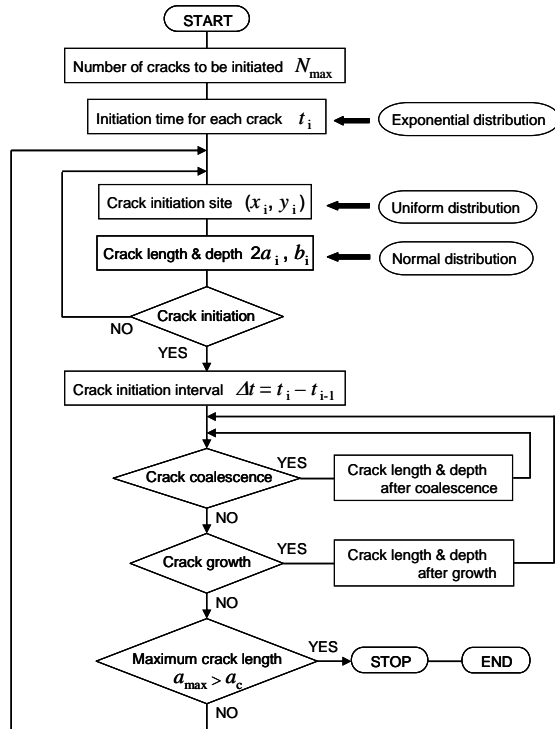 START
Number of cracks to be initiated N_max
Initiation time for each crack t_i
Exponential distribution
Crack initiation site (x_i, y_i)
Uniform distribution
Crack length & depth 2a_i, b_i
Normal distribution
Crack initiation
NO
YES
Crack initiation interval Δt = t_i − t_i-1
Crack coalescence
YES
Crack length & depth
after coalescence
NO
Crack growth
YES
Crack length & depth
after growth
NO
Maximum crack length
a_max > a_c
YES
STOP
END
NO